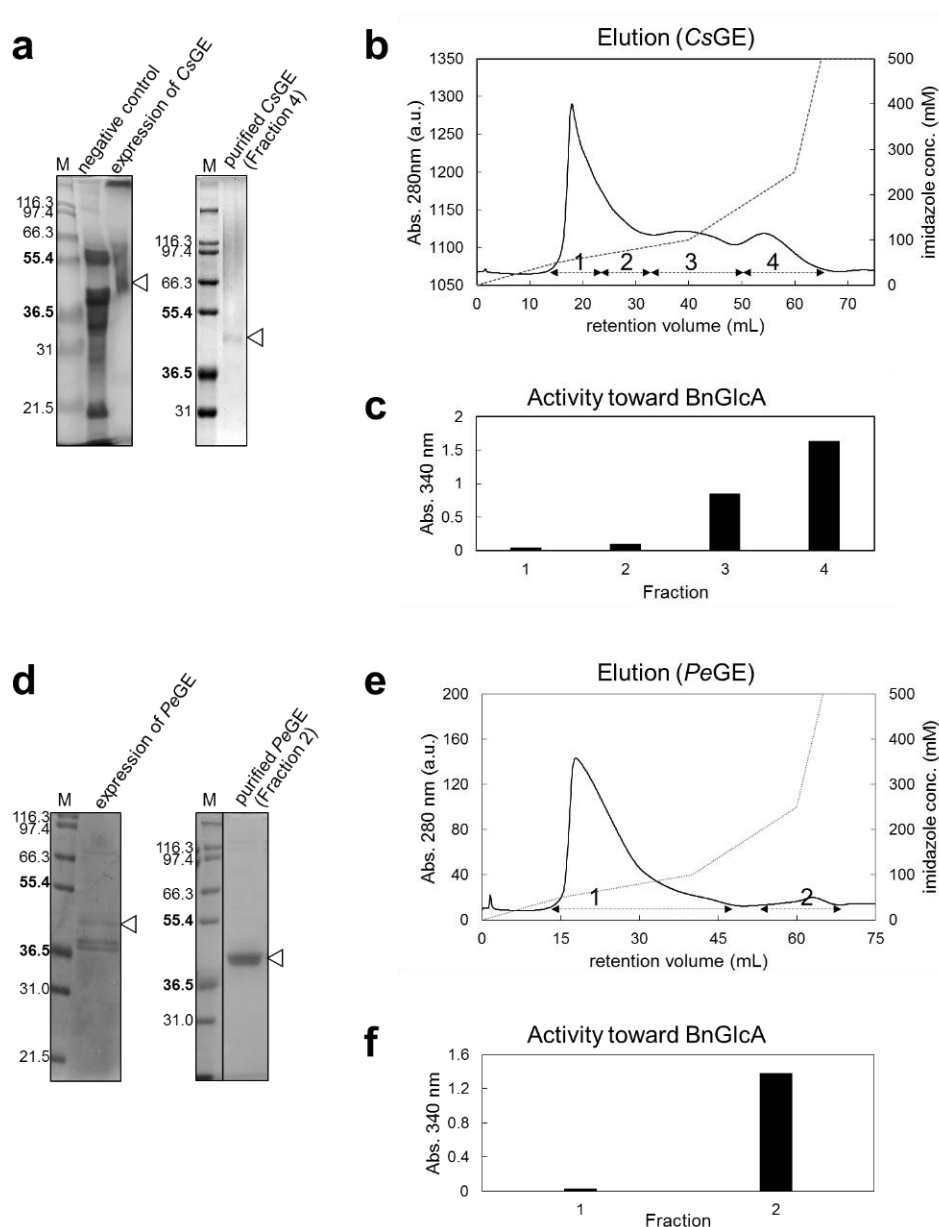 a
M
negative control
expression of CsGE
116.3
97.4
66.3
55.4
36.5
31
21.5
M
purified CsGE
(Fraction 4)
116.3
97.4
66.3
55.4
36.5
31
b
Elution (CsGE)
Abs. 280nm (a.u.)
1350
1300
1250
1200
1150
1100
1050
500
400
300
200
100
0
imidazole conc. (mM)
1 2 3 4
0 10 20 30 40 50 60 70
retention volume (mL)
c
Activity toward BnGlcA
Abs. 340 nm
2
1.5
1
0.5
0
1 2 3 4
Fraction
d
M
expression of PeGE
116.3
97.4
66.3
55.4
36.5
31.0
21.5
M
purified PeGE
(Fraction 2)
116.3
97.4
66.3
55.4
36.5
31.0
e
Elution (PeGE)
Abs. 280 nm (a.u.)
200
160
120
80
40
0
500
400
300
200
100
0
imidazole conc. (mM)
1 2
0 15 30 45 60 75
retention volume (mL)
f
Activity toward BnGlcA
Abs. 340 nm
1.6
1.2
0.8
0.4
0
1 2
Fraction